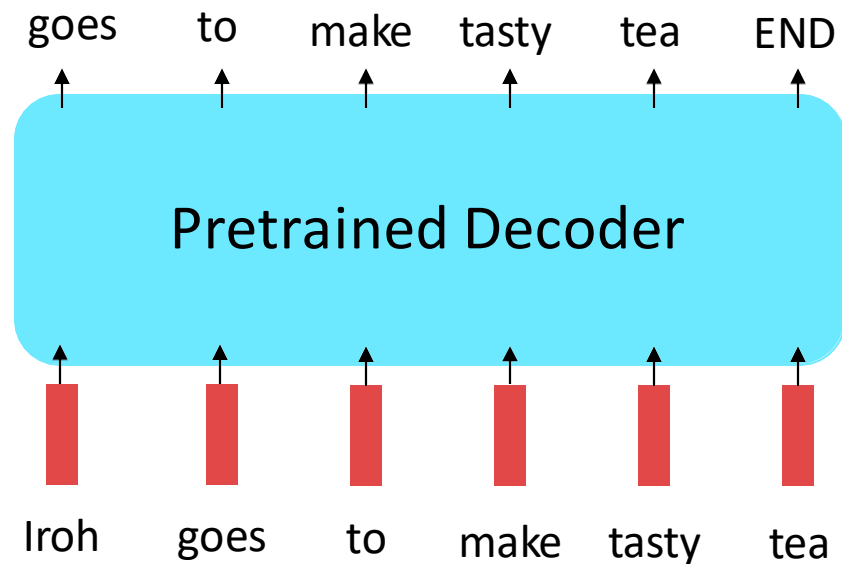 goes to make tasty tea END
Pretrained Decoder
Iroh goes to make tasty tea